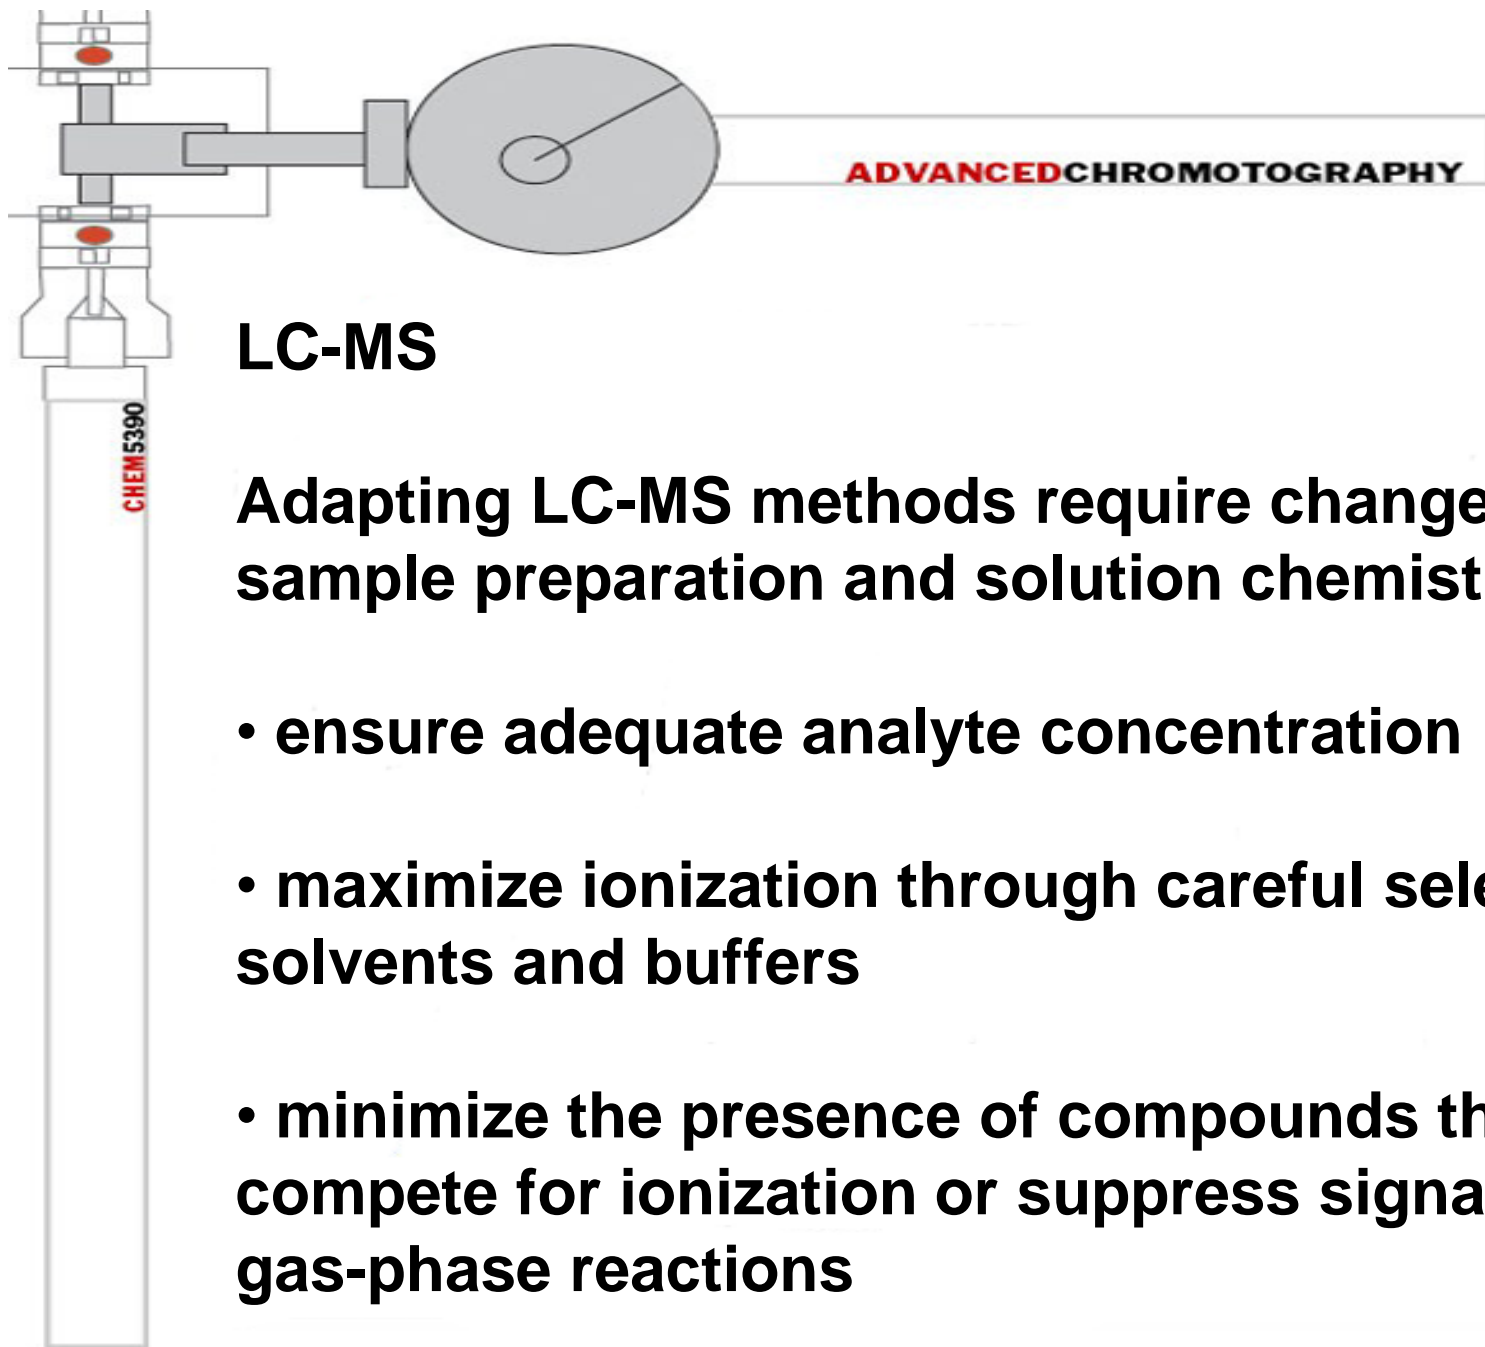 ADVANCEDCHROMOTOGRAPHY
CHEM5390
LC-MS
Adapting LC-MS methods require change
sample preparation and solution chemist
• ensure adequate analyte concentration
• maximize ionization through careful sele
solvents and buffers
• minimize the presence of compounds th
compete for ionization or suppress signa
gas-phase reactions